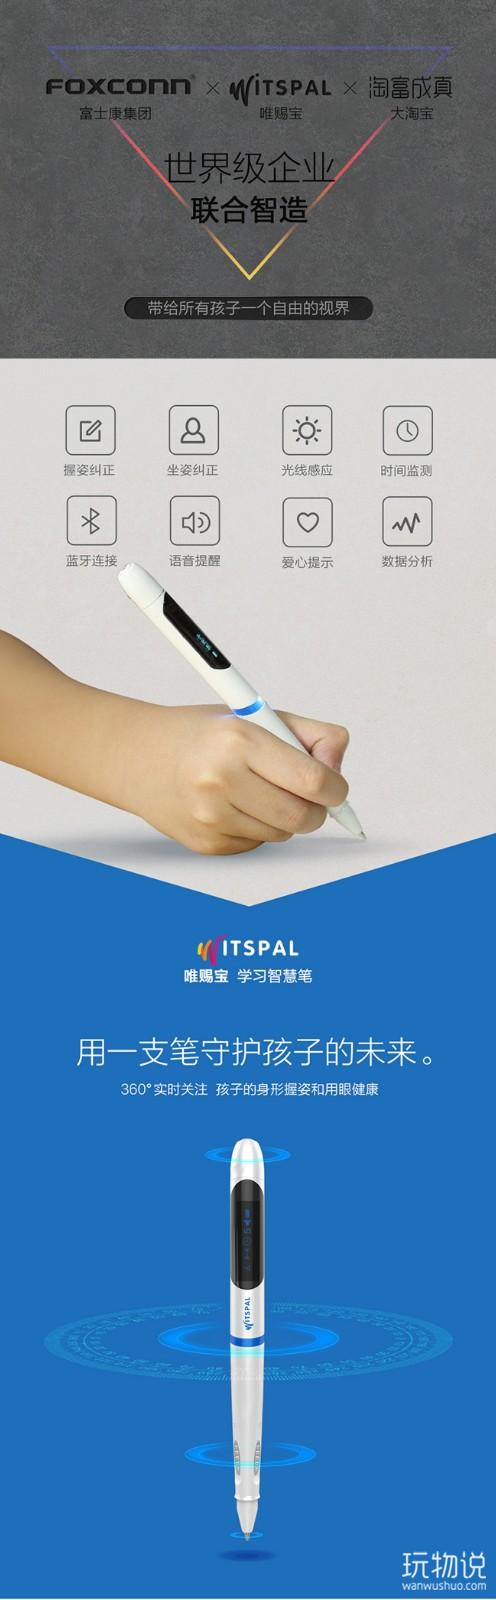 FOXCONN® × WITSPAL × 淘富成真
富士康集团 唯赐宝 大淘宝
世界级企业
联合智造
带给所有孩子一个自由的视界
握姿纠正 坐姿纠正 光线感应 时间监测
蓝牙连接 语音提醒 爱心提示 数据分析
WITSPAL
唯赐宝 学习智慧笔
用一支笔守护孩子的未来。
360°实时关注 孩子的身形握姿和用眼健康
WITSPAL
玩物说
wanwushuo.com